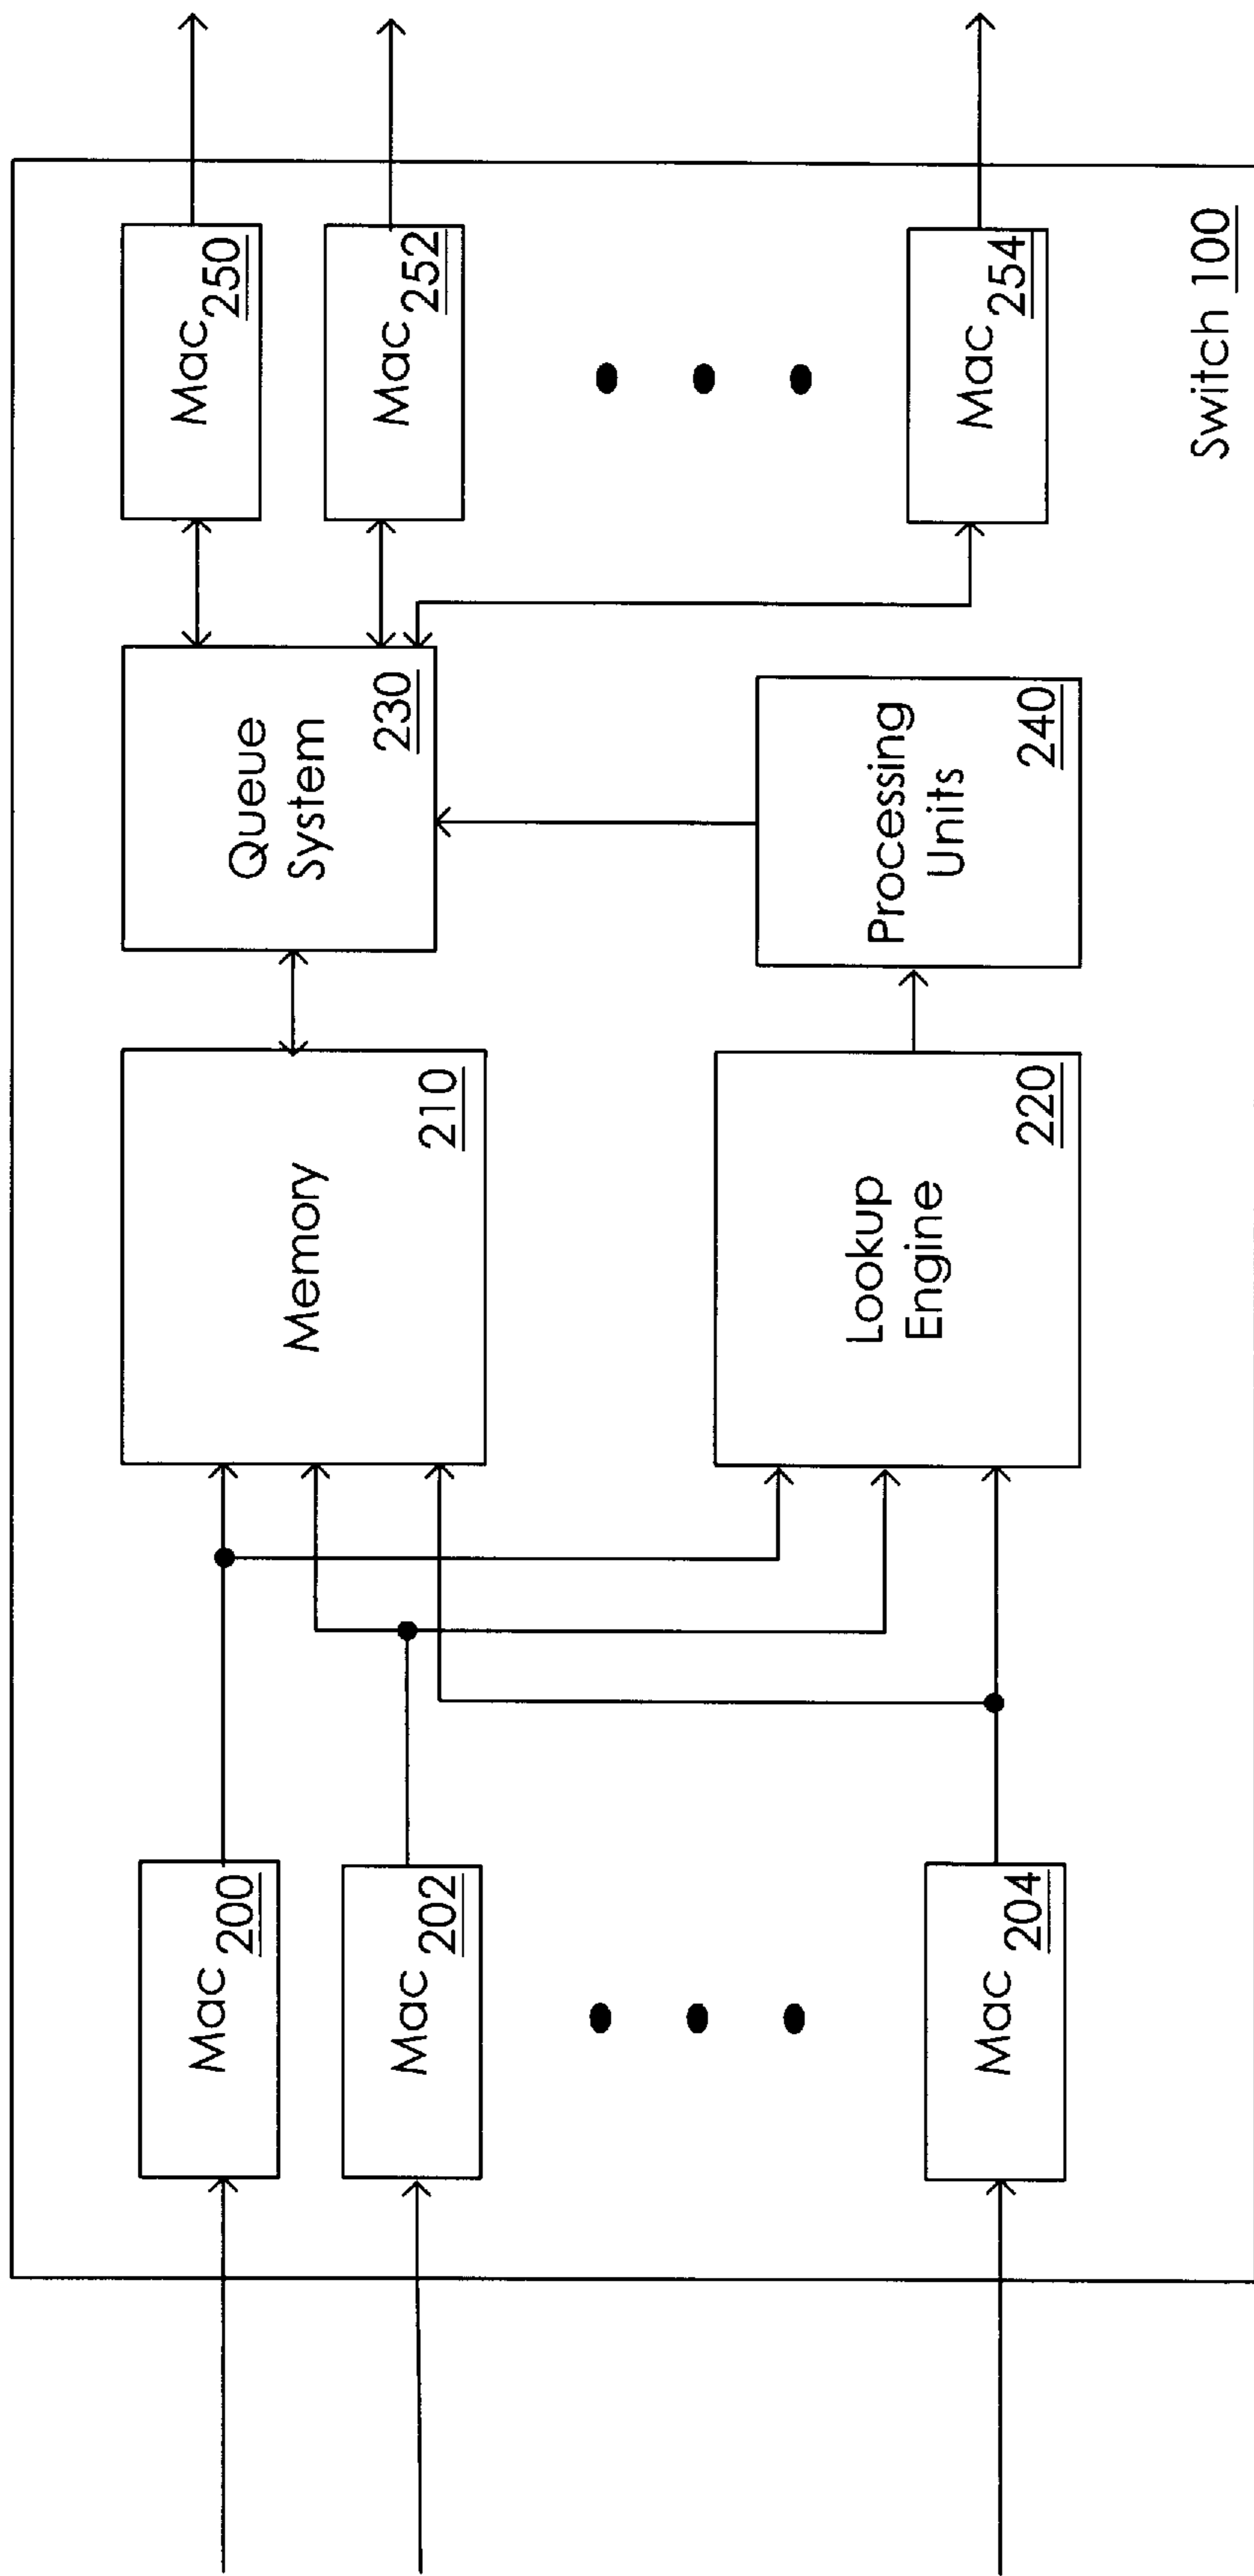 Mac
200
Mac
202
Mac
204
Memory
210
Lookup
Engine
220
Queue
System
230
Processing
Units
240
Mac
250
Mac
252
Mac
254
Switch 100